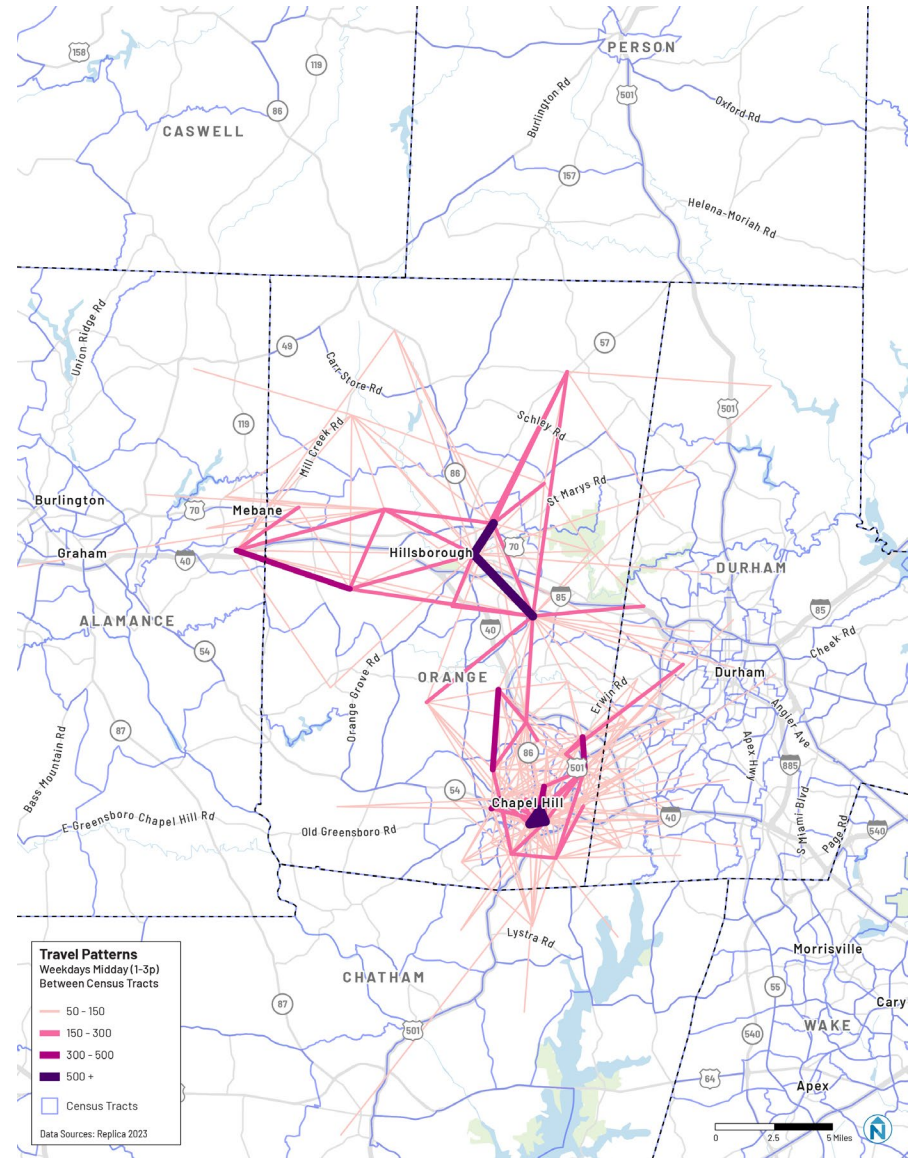 PERSON
158
119
501
86
Burlington Rd
Oxford Rd
CASWELL
157
Helena-Moriah Rd
Union Ridge Rd
49
57
Carr-Store-Rd
119
501
Schley Rd
Mill Creek Rd
86
St Marys Rd
Burlington
70
Mebane
Graham
40
Hillsborough
70
DURHAM
85
85
ALAMANCE
40
Cheek Rd
54
Orange Grove Rd
ORANGE
Erwin Rd
Durham
Angier Ave
87
86
501
Apex Hwy
885
Bass Mountain Rd
54
Chapel Hill
S Miami Blvd
E Greensboro Chapel Hill Rd
Old Greensboro Rd
40
Page Rd
540
Lystra Rd
Morrisville
CHATHAM
55
Cary
87
501
540
WAKE
64
Apex
Travel Patterns
Weekdays Midday (1-3p)
Between Census Tracts
50 - 150
150 - 300
300 - 500
500 +
Census Tracts
Data Sources: Replica 2023
0 2.5 5 Miles
N